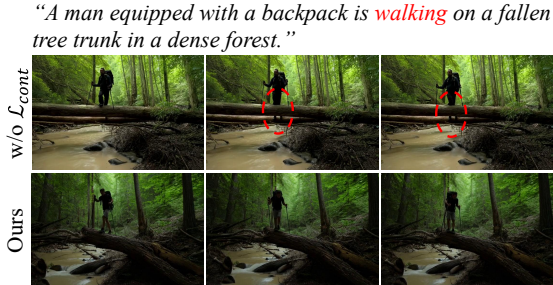 “A man equipped with a backpack is walking on a fallen
tree trunk in a dense forest.”
w/o ℒcont
Ours